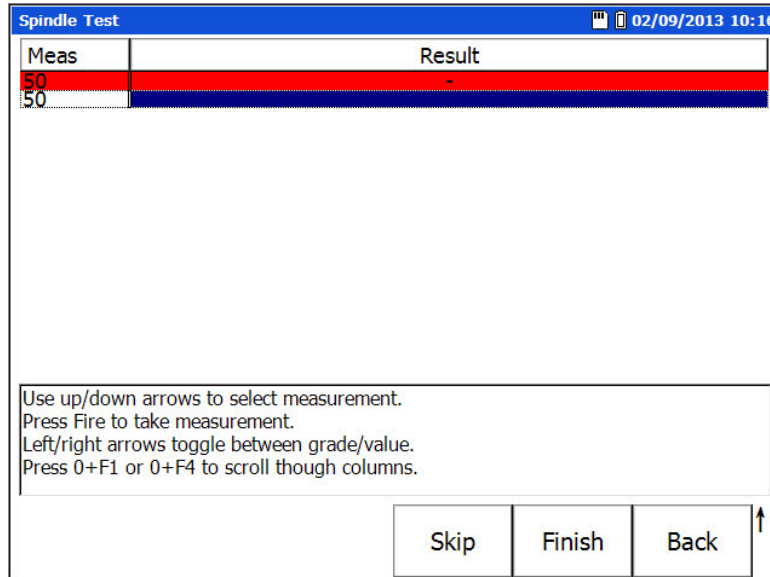 Spindle Test 02/09/2013 10:16
Meas Result
50 -
50
Use up/down arrows to select measurement.
Press Fire to take measurement.
Left/right arrows toggle between grade/value.
Press 0+F1 or 0+F4 to scroll though columns.
Skip Finish Back